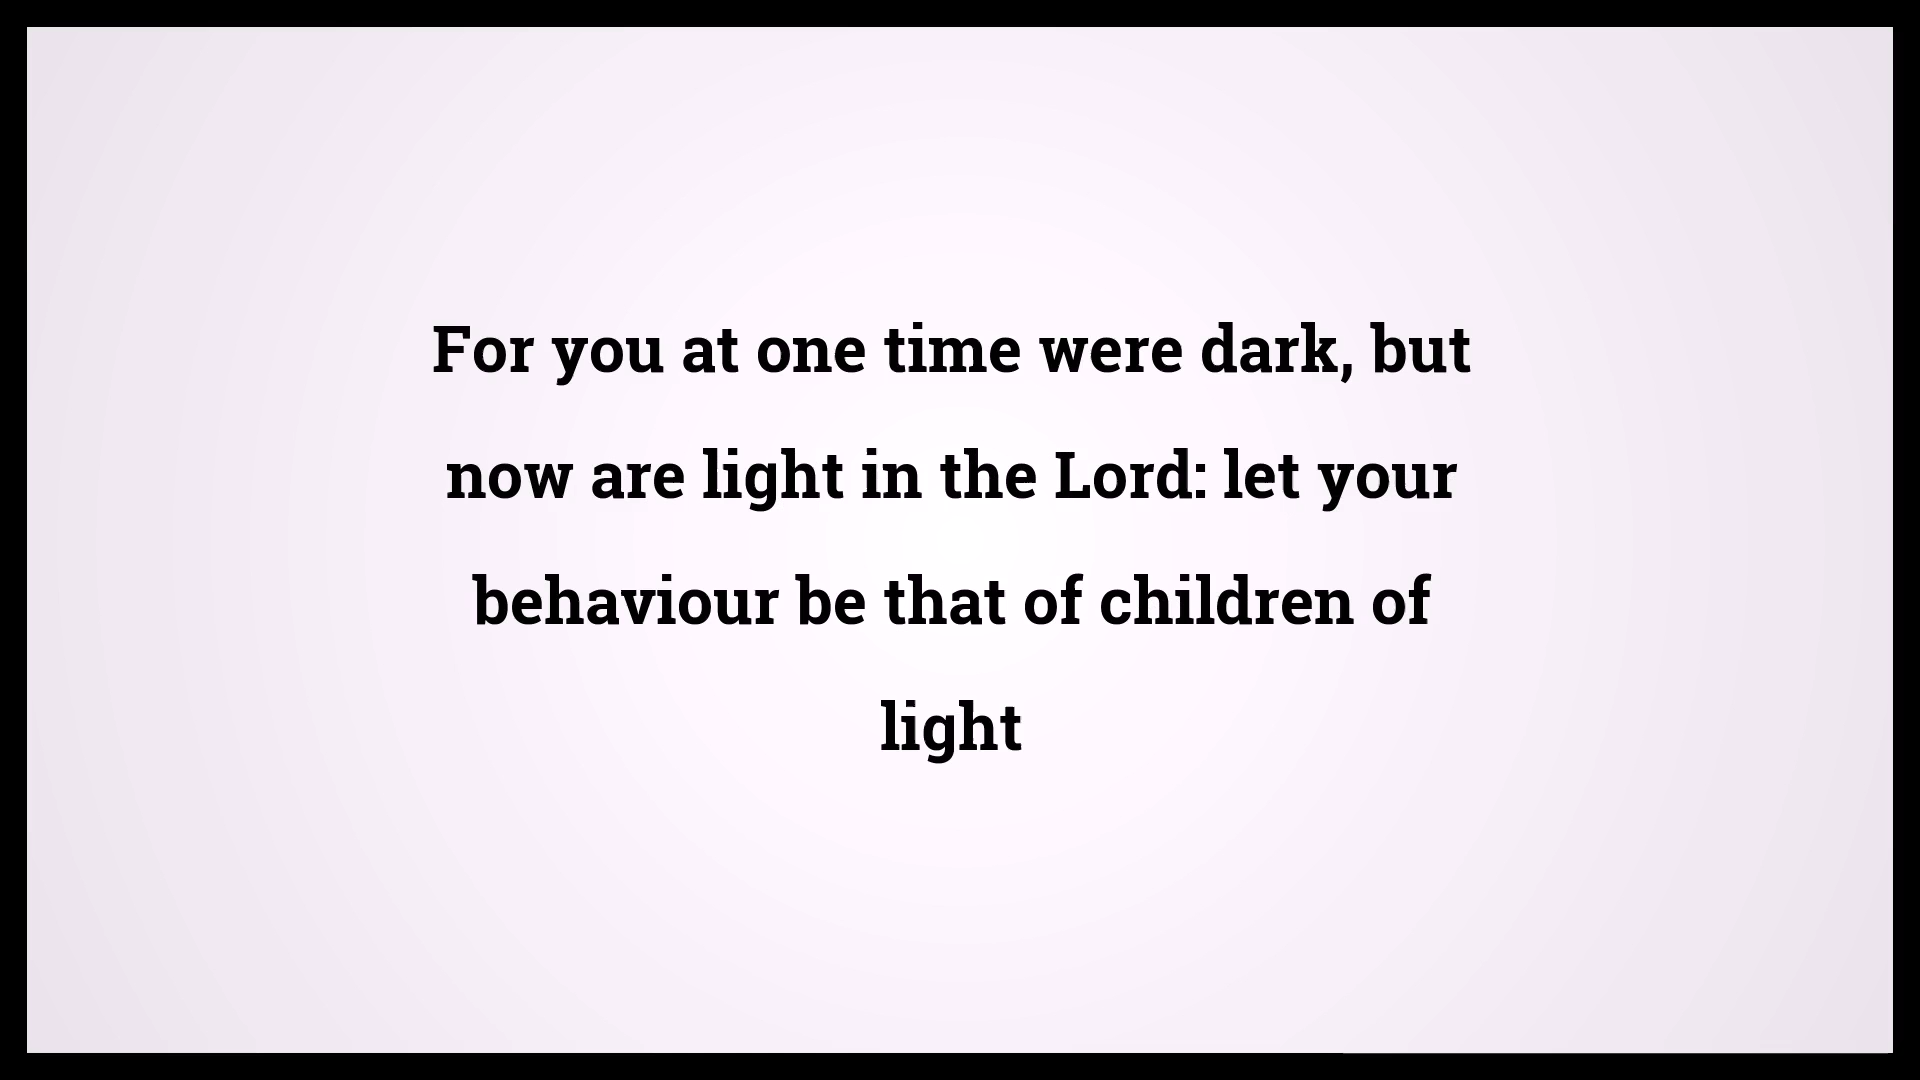 For you at one time were dark, but
now are light in the Lord: let your
behaviour be that of children of
light